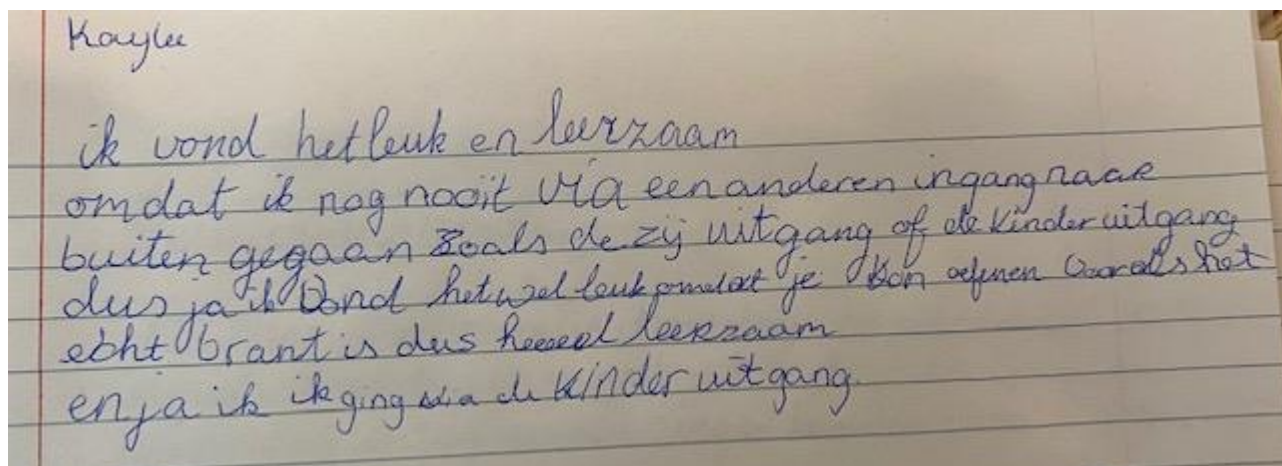 Kaylee
ik vond het leuk en leerzaam
omdat ik nog nooit via een anderen ingang naar
buiten gegaan zoals de zij uitgang of de kinder uitgang
dus ja ik vond het wel leuk omdat je kon oefenen voor als het
echt brant is dus heeeel leerzaam
en ja ik ik ging via de kinder uitgang.